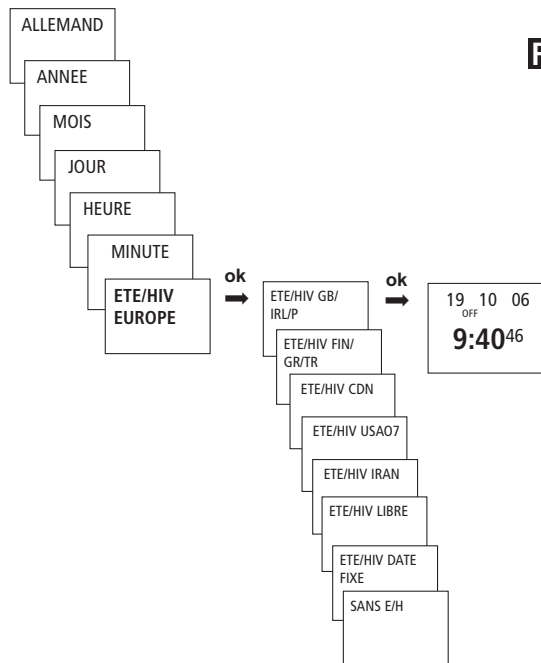 ALLEMAND
ANNEE
MOIS
JOUR
HEURE
MINUTE
ETE/HIV
EUROPE
ok
ETE/HIV GB/
IRL/P
ETE/HIV FIN/
GR/TR
ETE/HIV CDN
ETE/HIV USA07
ETE/HIV IRAN
ETE/HIV LIBRE
ETE/HIV DATE
FIXE
SANS E/H
ok
19 10 06
OFF
9:40 46